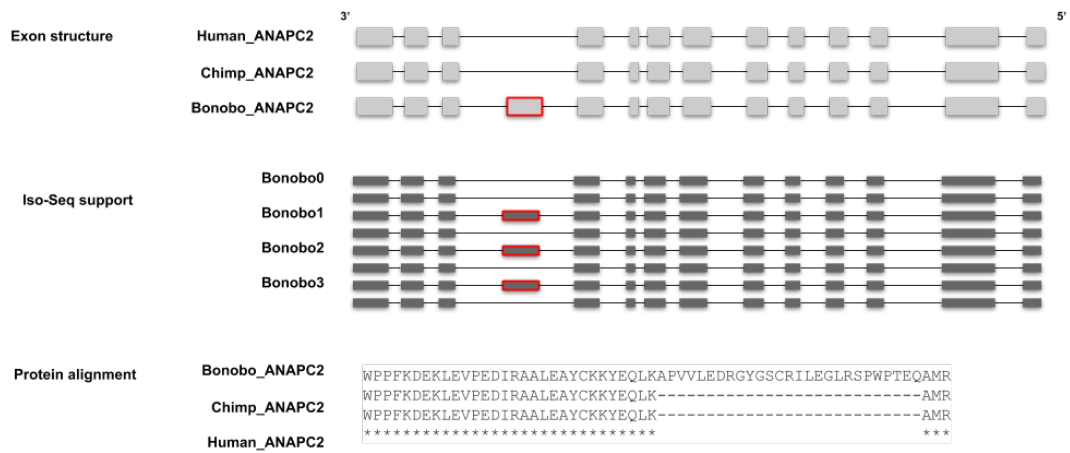 3’ 5’
Exon structure Human_ANAPC2
Chimp_ANAPC2
Bonobo_ANAPC2
Bonobo0
Iso-Seq support
Bonobo1
Bonobo2
Bonobo3
Protein alignment Bonobo_ANAPC2 WPPFKDEKLEVPEDIRAALEAYCKKYEQLKAPVVLEDRGYGSCRILEGLRSPWPTEQAMR
Chimp_ANAPC2 WPPFKDEKLEVPEDIRAALEAYCKKYEQLK---------------------------AMR
WPPFKDEKLEVPEDIRAALEAYCKKYEQLK---------------------------AMR
Human_ANAPC2 ****************************** ***